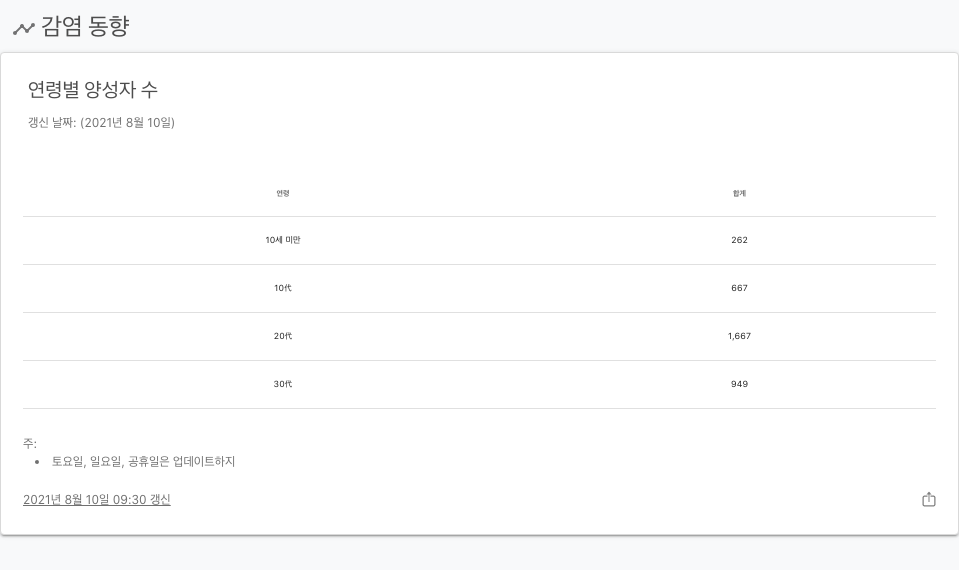 감염 동향
연령별 양성자 수
갱신 날짜: (2021년 8월 10일)
연령 합계
10세 미만 262
10代 667
20代 1,667
30代 949
주:
토요일, 일요일, 공휴일은 업데이트하지
2021년 8월 10일 09:30 갱신